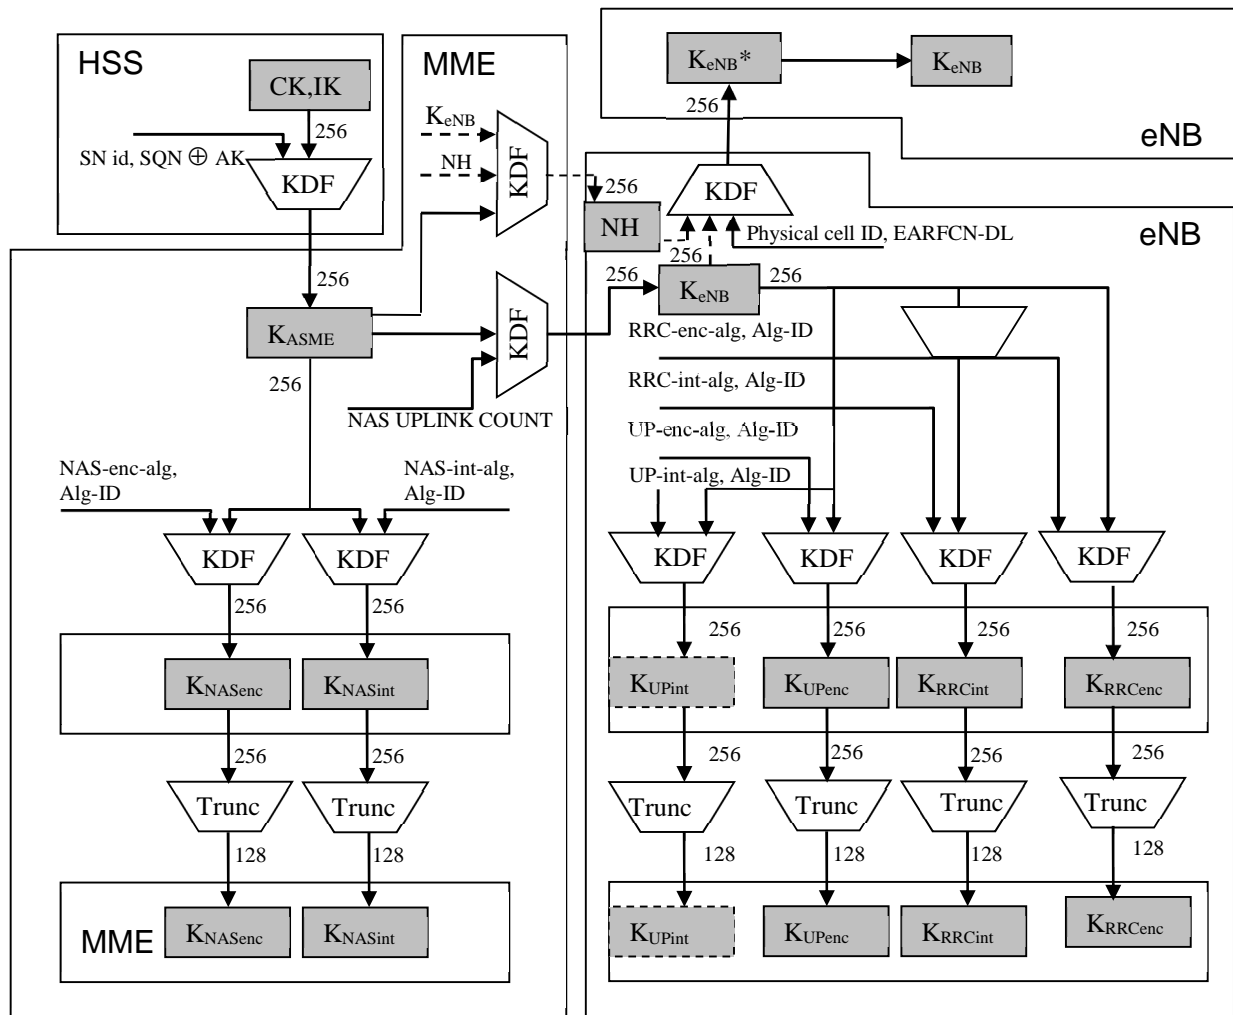 HSS
CK,IK
256
SN id, SQN ⊕ AK
KDF
256
KASME
256
MME
KeNB
NH
KDF
KDF
NAS UPLINK COUNT
NAS-enc-alg,
Alg-ID
NAS-int-alg,
Alg-ID
KDF
KDF
256
256
KNASenc
KNASint
256
256
Trunc
Trunc
128
128
MME
KNASenc
KNASint
KeNB*
KeNB
256
eNB
KDF
256
NH
Physical cell ID, EARFCN-DL
eNB
256
256
KeNB
256
RRC-enc-alg, Alg-ID
RRC-int-alg, Alg-ID
UP-enc-alg, Alg-ID
UP-int-alg, Alg-ID
KDF
KDF
KDF
KDF
256
256
256
256
KUPint
KUPenc
KRRCint
KRRCenc
256
256
256
256
Trunc
Trunc
Trunc
Trunc
128
128
128
128
KUPint
KUPenc
KRRCint
KRRCenc